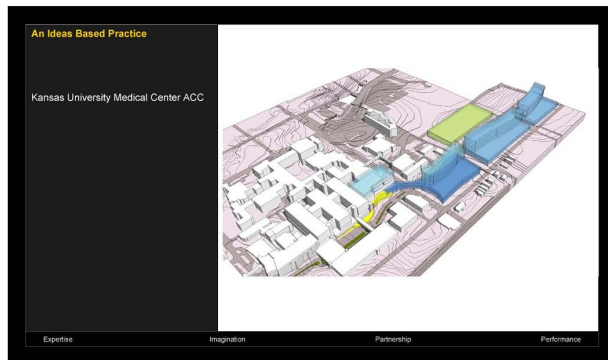 An Ideas Based Practice
Kansas University Medical Center ACC
Expertise
Imagination
Partnership
Performance